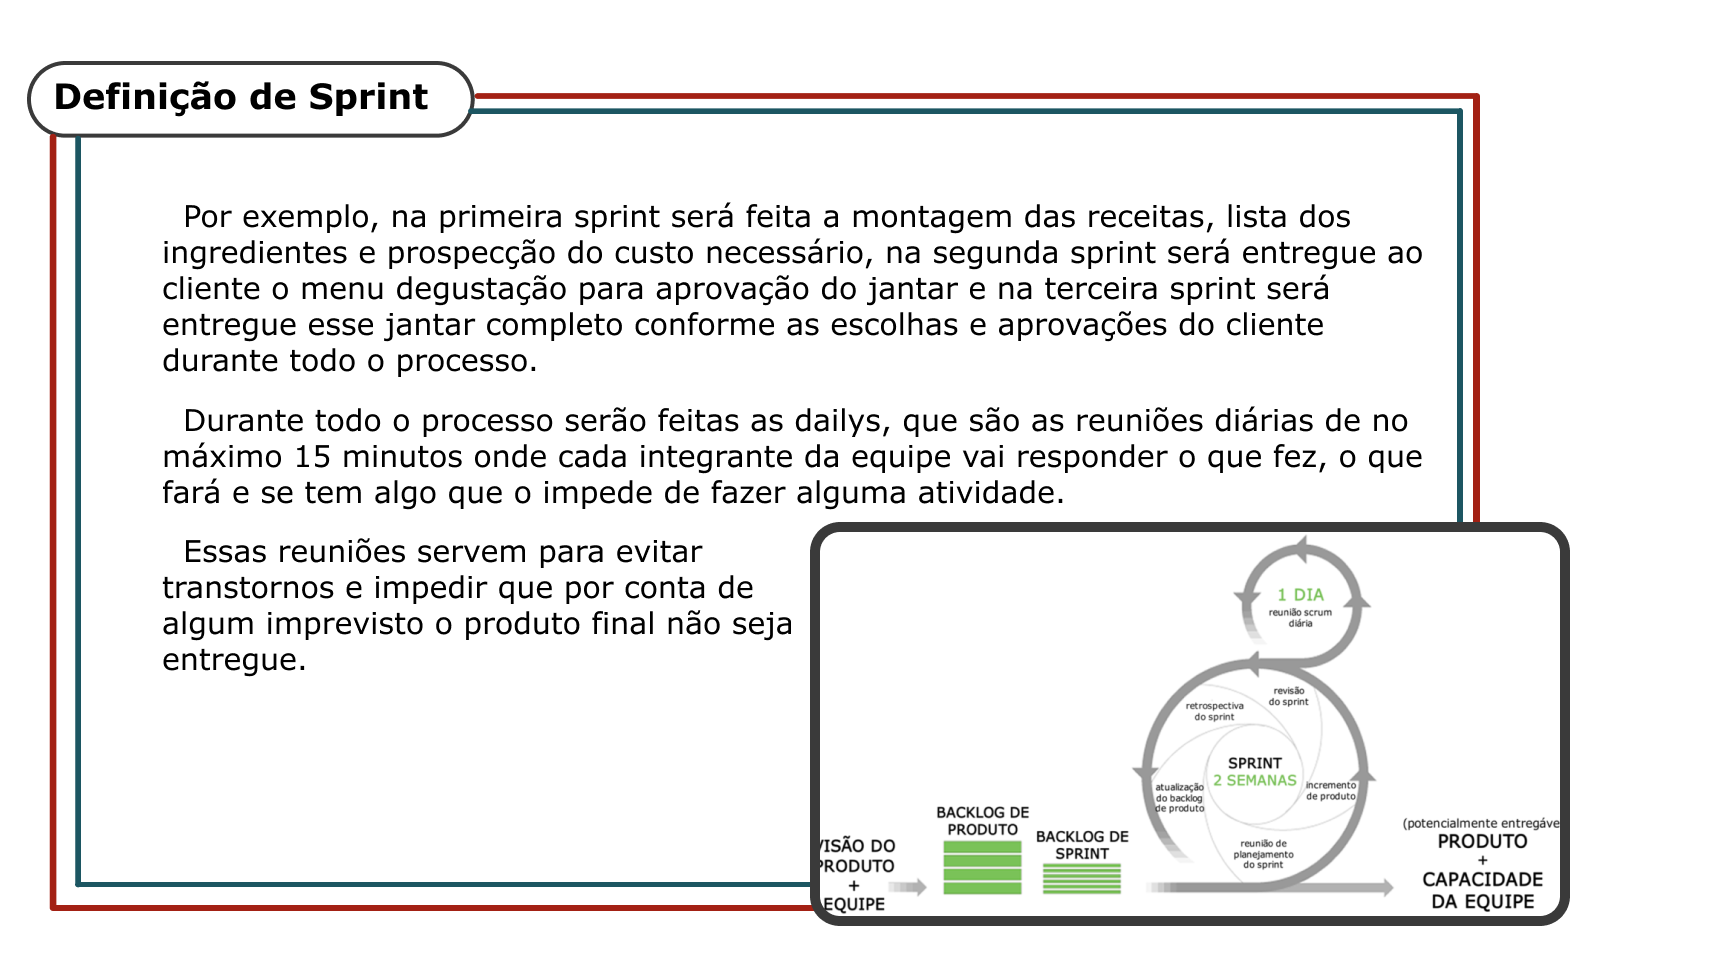 Definição de Sprint
Por exemplo, na primeira sprint será feita a montagem das receitas, lista dos
ingredientes e prospecção do custo necessário, na segunda sprint será entregue ao
cliente o menu degustação para aprovação do jantar e na terceira sprint será
entregue esse jantar completo conforme as escolhas e aprovações do cliente
durante todo o processo.
Durante todo o processo serão feitas as dailys, que são as reuniões diárias de no
máximo 15 minutos onde cada integrante da equipe vai responder o que fez, o que
fará e se tem algo que o impede de fazer alguma atividade.
Essas reuniões servem para evitar
transtornos e impedir que por conta de
algum imprevisto o produto final não seja
entregue.
1 DIA
reunião scrum
diária
revisão
do sprint
retrospectiva
do sprint
SPRINT
2 SEMANAS
atualização
do backlog
de produto
incremento
de produto
reunião de
planejamento
do sprint
VISÃO DO
PRODUTO
+
EQUIPE
BACKLOG DE
PRODUTO
BACKLOG DE
SPRINT
(potencialmente entregáve
PRODUTO
+
CAPACIDADE
DA EQUIPE